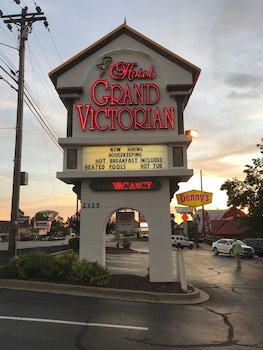 Hotel
GRAND
VICTORIAN
NOW HIRING
HOUSEKEEPING
HOT BREAKFAST INCLUDED
HEATED POOLS HOT TUB
VACANCY
2325
Denny's